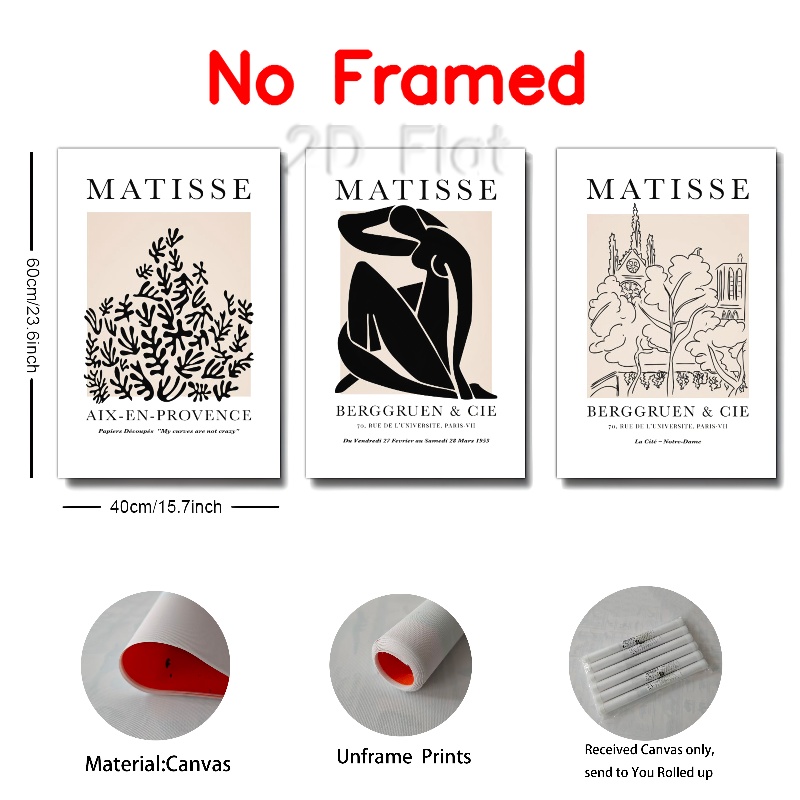 No Framed
2D Flat
60cm/23.6inch
MATISSE
AIX-EN-PROVENCE
Papiers Découpés "My curves are not crazy"
MATISSE
BERGGRUEN & CIE
70, RUE DE L'UNIVERSITE, PARIS-VII
Du Vendredi 27 Fevrier au Samedi 28 Mars 1953
MATISSE
BERGGRUEN & CIE
70, RUE DE L'UNIVERSITE, PARIS-VII
La Cité - Notre-Dame
40cm/15.7inch
Material:Canvas
Unframe Prints
Received Canvas only,
send to You Rolled up